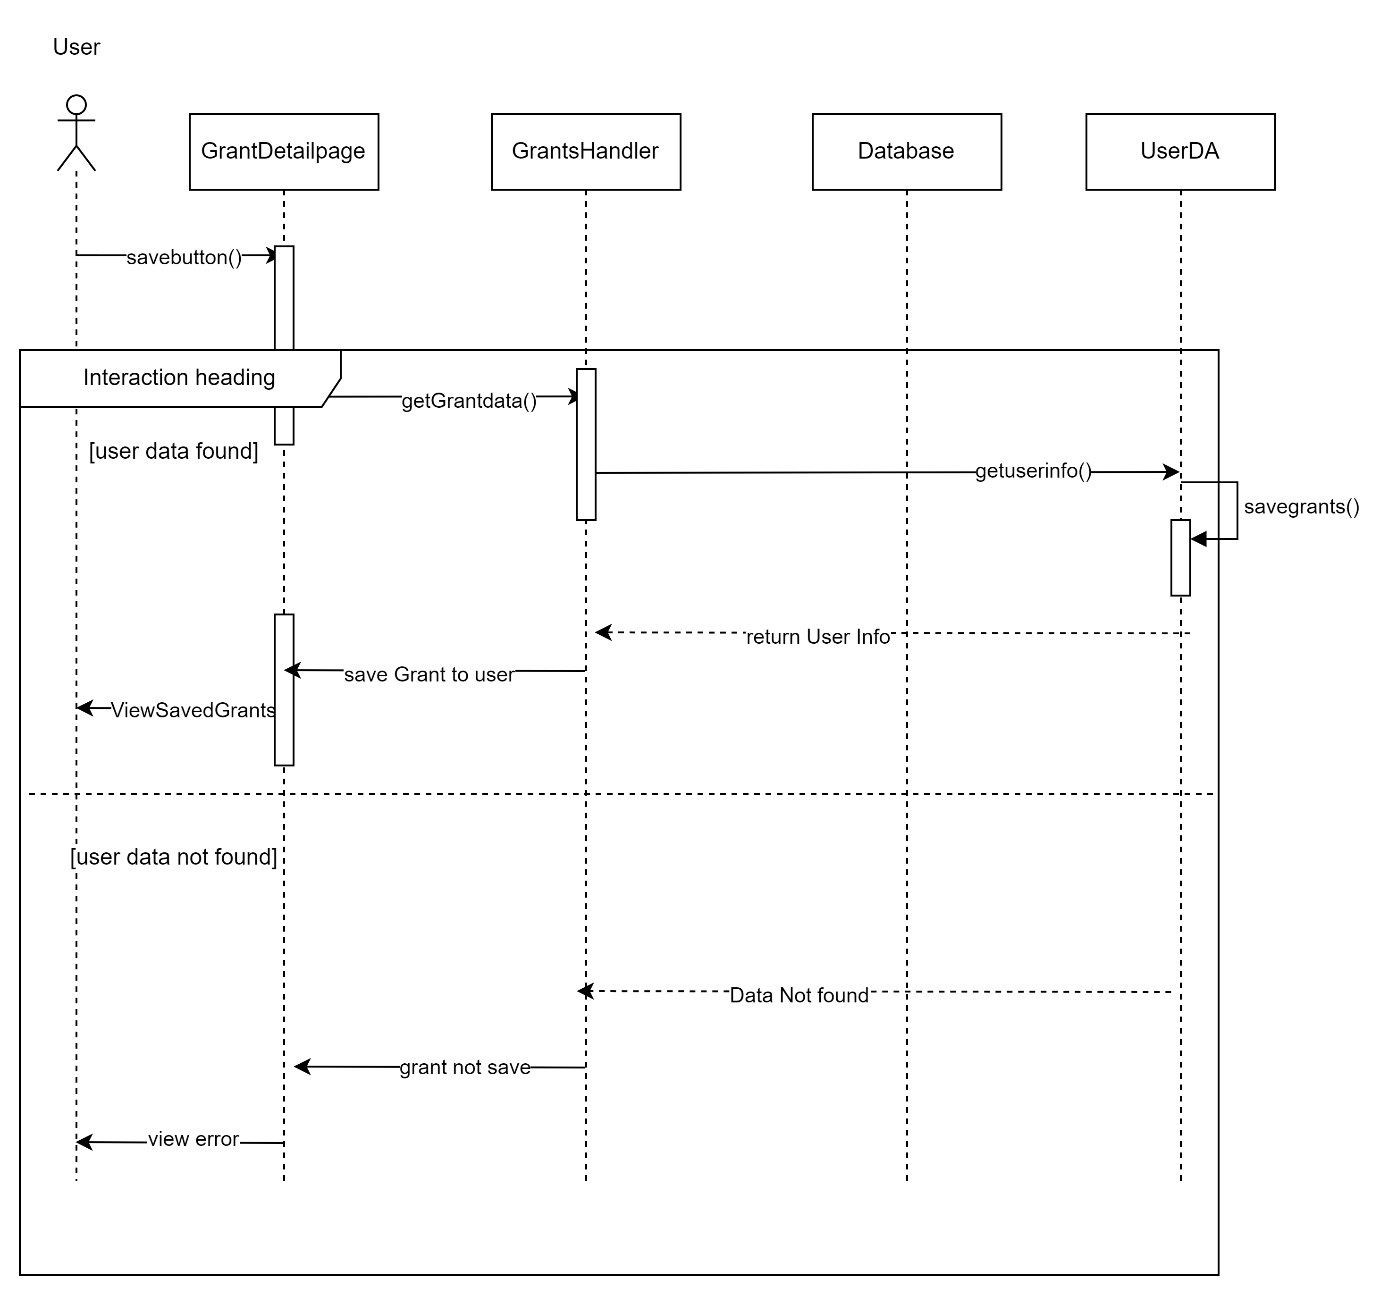 User
GrantDetailpage
GrantsHandler
Database
UserDA
savebutton()
Interaction heading
getGrantdata()
[user data found]
getuserinfo()
savegrants()
return User Info
save Grant to user
ViewSavedGrants
[user data not found]
Data Not found
grant not save
view error